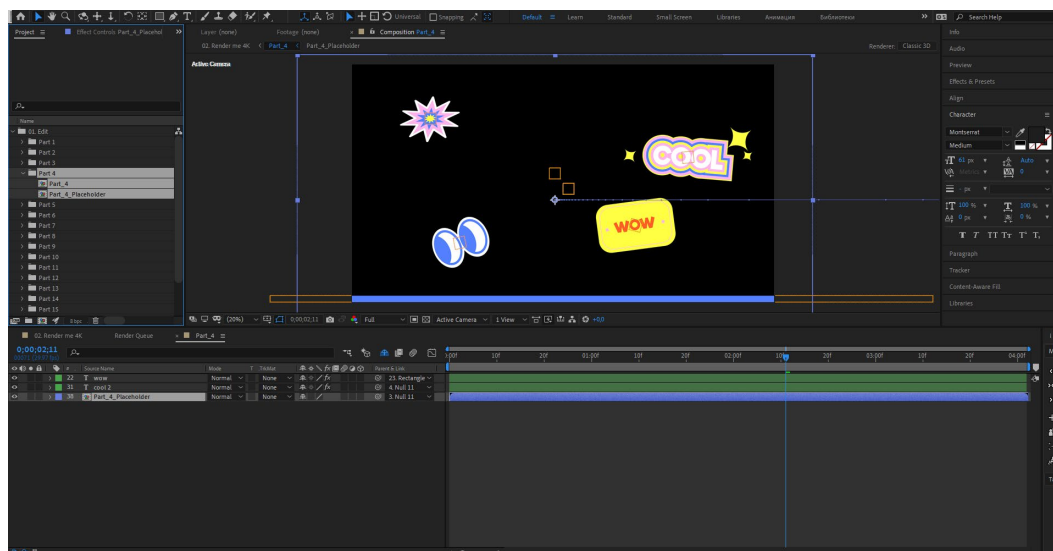 Universal Snapping Default Learn Standard Small Screen Libraries Анимация Библиотеки Search Help
Project Effect Controls Part_4_Placehol Layer (none) Footage (none) Composition Part_4 Info
02. Render me 4K Part_4 Part_4_Placeholder Renderer: Classic 3D
Audio
Active Camera
Preview
Effects & Presets
Align
Character
Name
01. Edit
Part 1
Part 2
Part 3
Part 4
Part_4
Part_4_Placeholder
Part 5
Part 6
Part 7
Part 8
Part 9
Part 10
Part 11
Part 12
Part 13
Part 14
Part 15
COOL
WOW
Montserrat
Medium
61 px Auto
0
- px
100 % 100 %
0 px 0 %
T T TT Tт T' T,
Paragraph
Tracker
Content-Aware Fill
Libraries
8 bpc (20%) 0;00;02;11 Full Active Camera 1 View +0,0
02. Render me 4K Render Queue Part_4
0;00;02;11
# Source Name Mode T TrkMat Parent & Link
22 T wow Normal None 23. Rectangle
31 T cool 2 Normal None 4. Null 11
38 Part_4_Placeholder Normal None 3. Null 11
10f 20f 01:00f 10f 20f 02:00f 20f 03:00f 10f 20f 04:00f